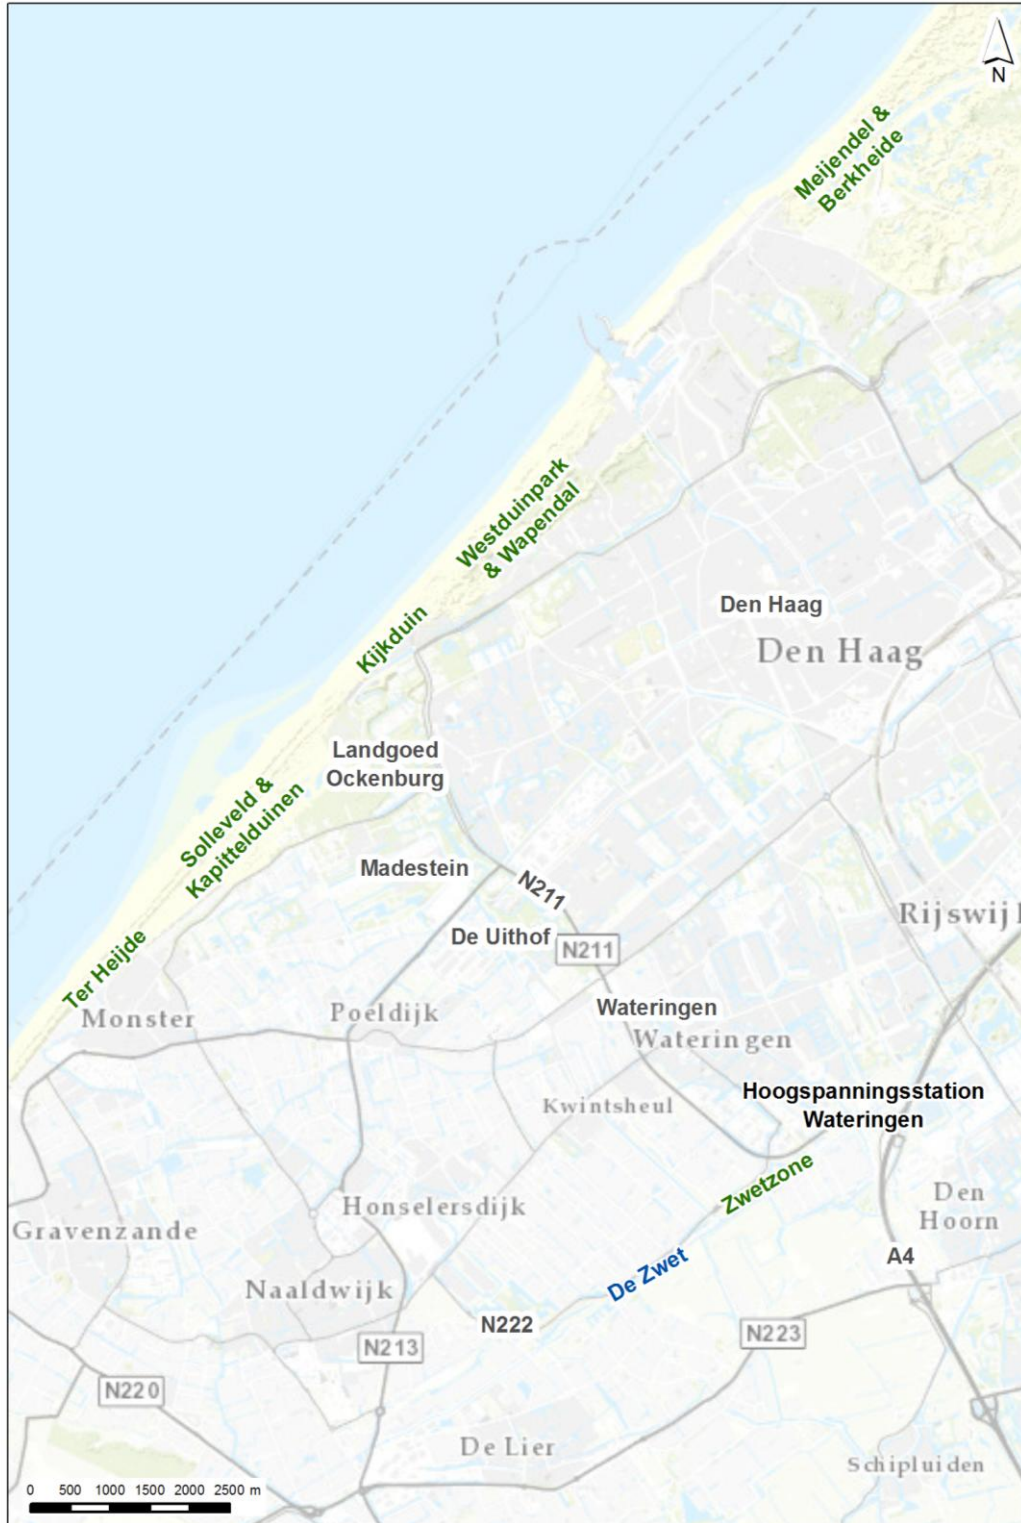 N
Meijendel &
Berkheide
Westduinpark
& Wapendal
Den Haag
Kijkduin
Den Haag
Landgoed
Ockenburg
Solleveld &
Kapittelduinen
Madestein
N211
Rijswij
De Uithof
N211
Ter Heijde
Monster
Poeldijk
Wateringen
Wateringen
Hoogspanningsstation
Wateringen
Kwintsheul
Zwetzone
Den
Hoorn
Honselersdijk
Gravenzande
A4
De Zwet
Naaldwijk
N222
N223
N213
N220
De Lier
Schipluiden
0 500 1000 1500 2000 2500 m